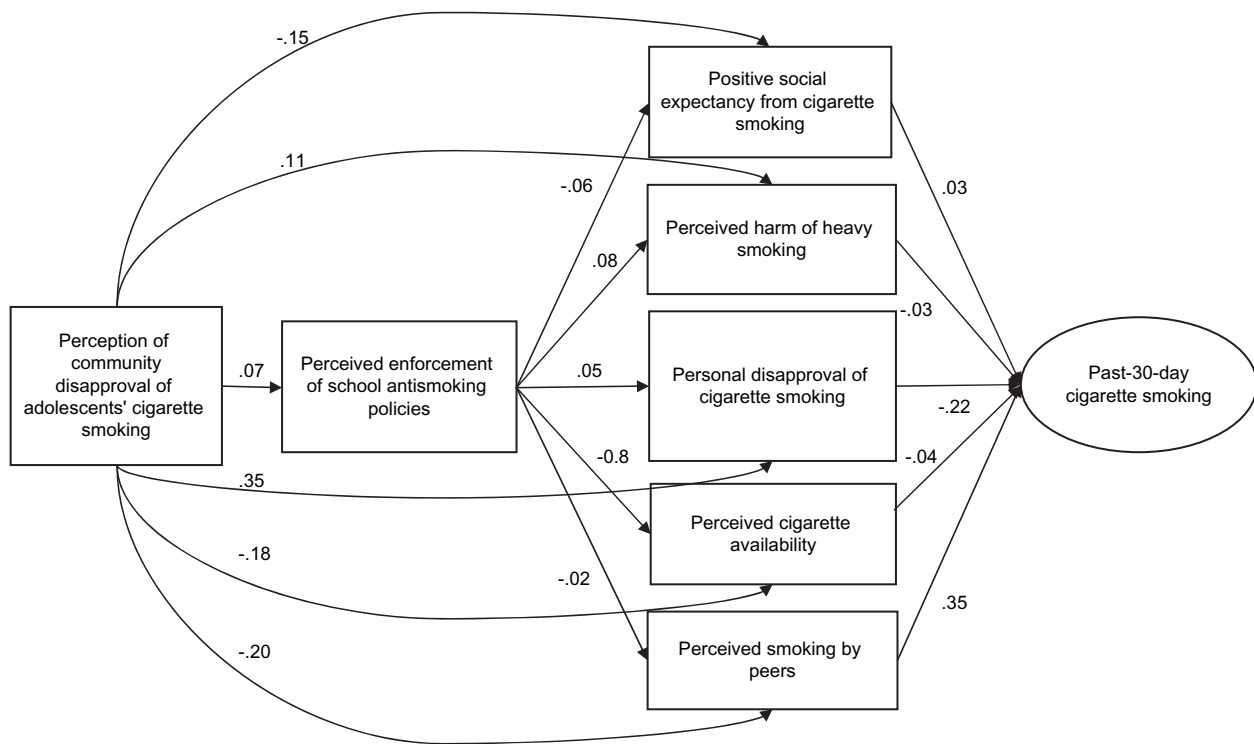 -.15
Positive social
expectancy from cigarette
smoking
.11
-.06
.03
Perceived harm of heavy
smoking
.08
-.03
Perception of
community
disapproval of
adolescents' cigarette
smoking
.07
Perceived enforcement
of school antismoking
policies
.05
Personal disapproval of
cigarette smoking
-.22
Past-30-day
cigarette smoking
-0.8
-.04
.35
Perceived cigarette
availability
-.18
-.02
.35
Perceived smoking by
peers
-.20